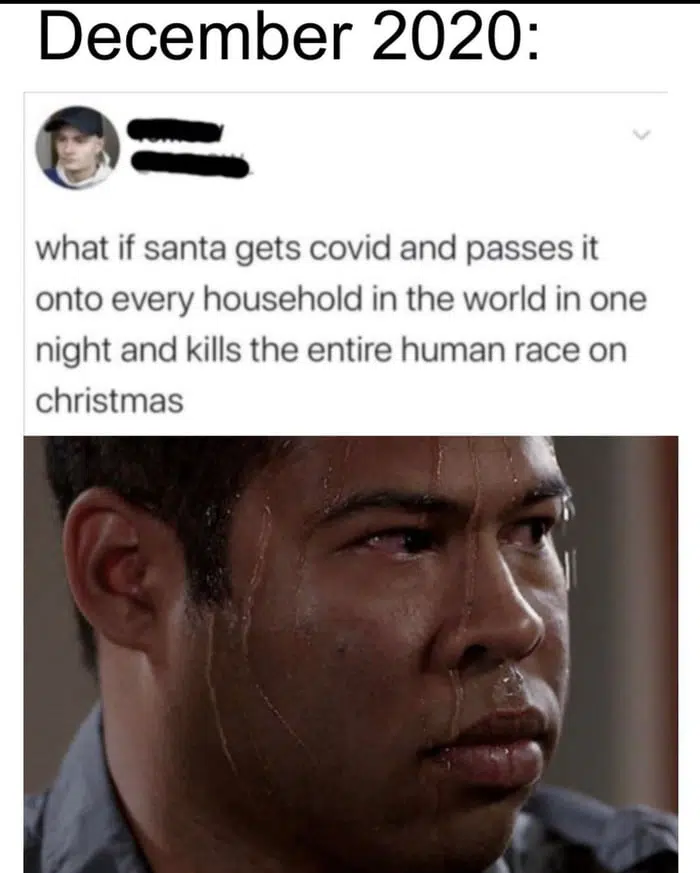 December 2020:
what if santa gets covid and passes it
onto every household in the world in one
night and kills the entire human race on
christmas